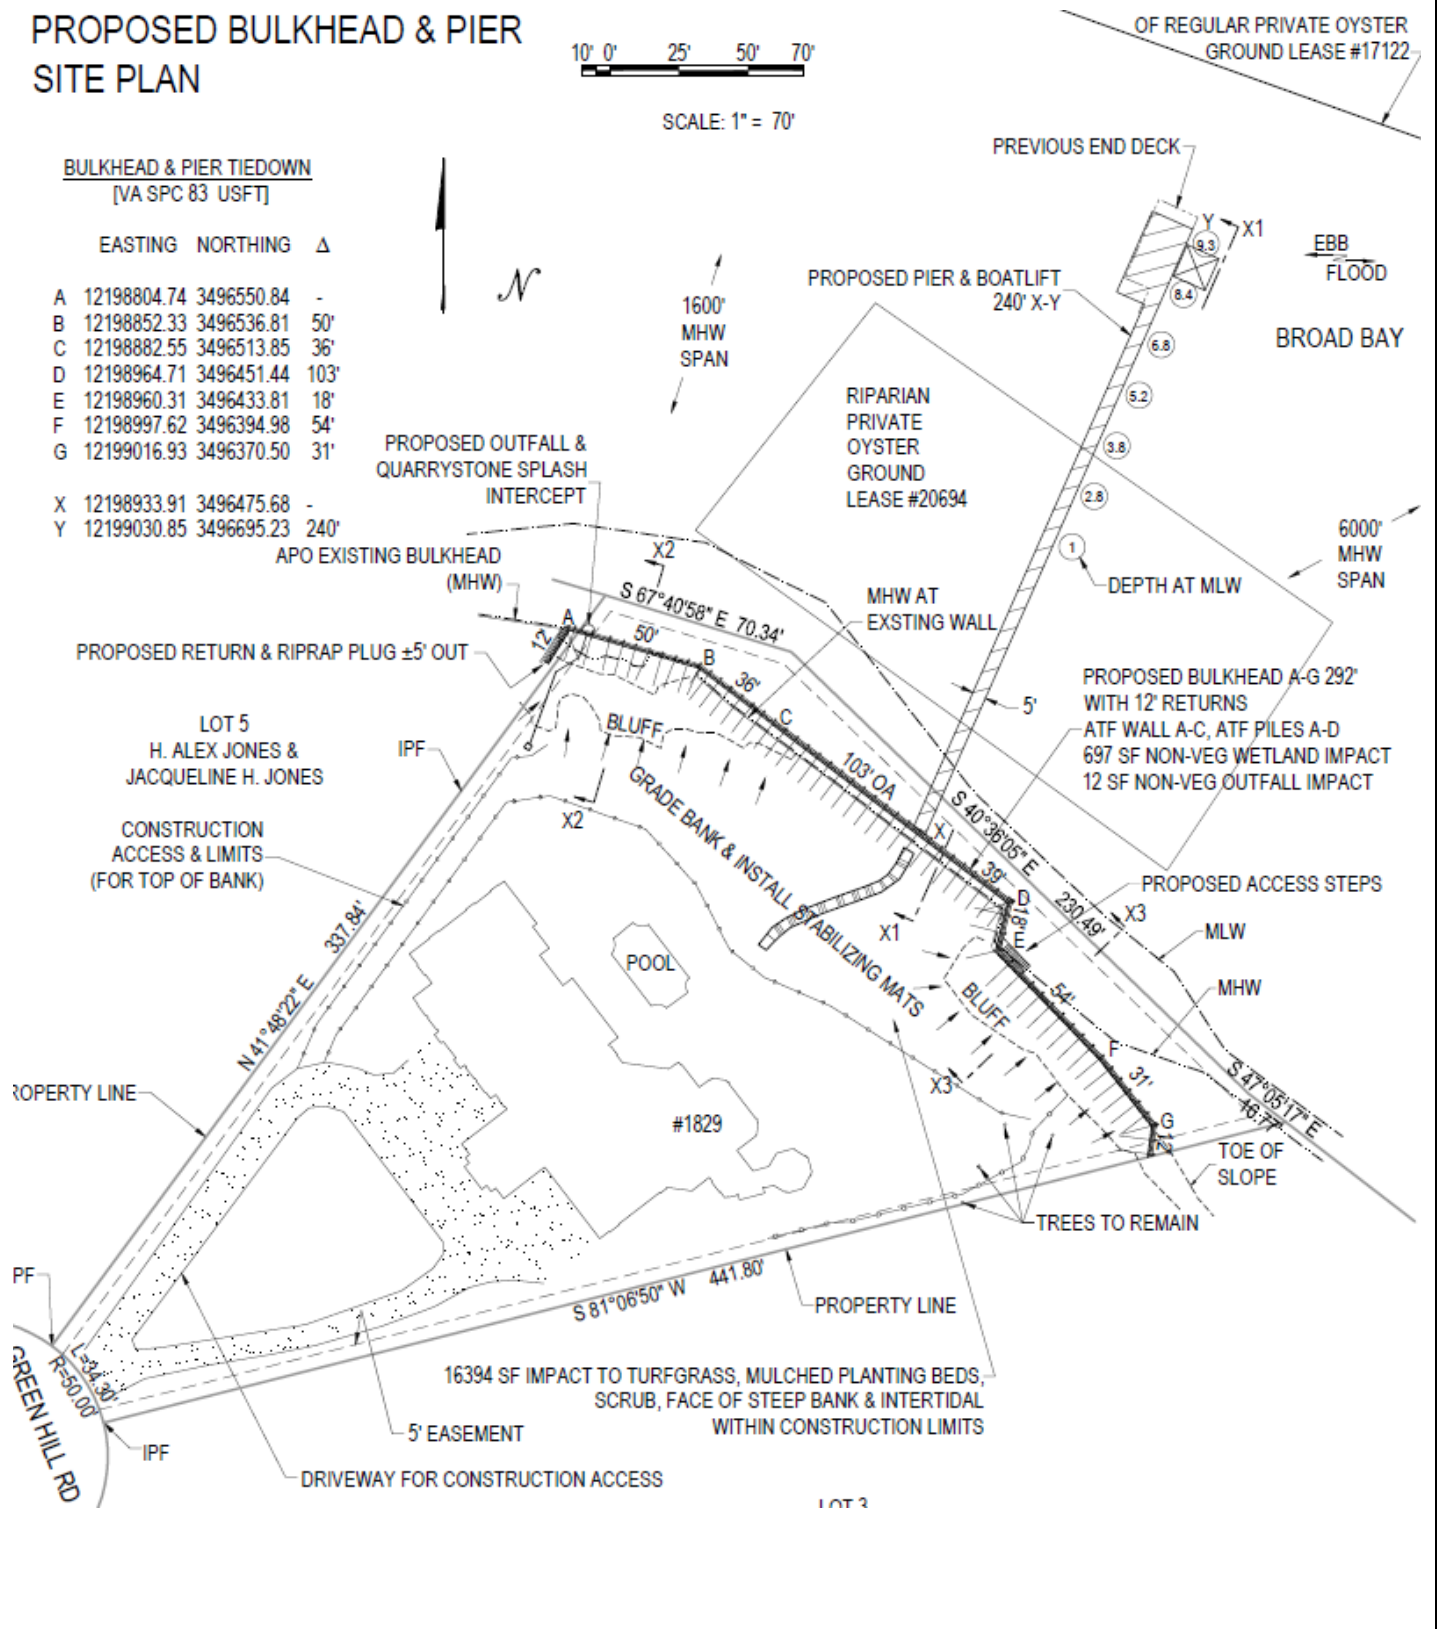 PROPOSED BULKHEAD & PIER
SITE PLAN
10' 0' 25' 50' 70'
SCALE: 1" = 70'
OF REGULAR PRIVATE OYSTER
GROUND LEASE #17122
BULKHEAD & PIER TIEDOWN
[VA SPC 83 USFT]
EASTING NORTHING Δ
A 12198804.74 3496550.84 -
B 12198852.33 3496536.81 50'
C 12198882.55 3496513.85 36'
D 12198964.71 3496451.44 103'
E 12198960.31 3496433.81 18'
F 12198997.62 3496394.98 54'
G 12199016.93 3496370.50 31'
X 12198933.91 3496475.68 -
Y 12199030.85 3496695.23 240'
N
PREVIOUS END DECK
Y
X1
9.3
8.4
6.8
5.2
3.8
2.8
1
EBB
FLOOD
BROAD BAY
PROPOSED PIER & BOATLIFT
240' X-Y
1600'
MHW
SPAN
RIPARIAN
PRIVATE
OYSTER
GROUND
LEASE #20694
6000'
MHW
SPAN
DEPTH AT MLW
PROPOSED OUTFALL &
QUARRYSTONE SPLASH
INTERCEPT
APO EXISTING BULKHEAD
(MHW)
X2
S 67°40'58" E 70.34'
MHW AT
EXSTING WALL
A
12'
50'
B
36'
C
103' OA
X
39'
D
18'
E
54'
F
31'
G
12'
PROPOSED RETURN & RIPRAP PLUG ±5' OUT
5'
PROPOSED BULKHEAD A-G 292'
WITH 12' RETURNS
ATF WALL A-C, ATF PILES A-D
697 SF NON-VEG WETLAND IMPACT
12 SF NON-VEG OUTFALL IMPACT
LOT 5
H. ALEX JONES &
JACQUELINE H. JONES
IPF
BLUFF
X2
GRADE BANK & INSTALL STABILIZING MATS
S 40°36'05" E
230.49'
CONSTRUCTION
ACCESS & LIMITS
(FOR TOP OF BANK)
PROPOSED ACCESS STEPS
X1
X3
MLW
MHW
POOL
BLUFF
X3
N 41°48'22" E
337.84'
ROPERTY LINE
#1829
S 47°05'17" E
16.77'
TOE OF
SLOPE
TREES TO REMAIN
PF
S 81°06'50" W
441.80'
PROPERTY LINE
L=34.30'
R=50.00'
GREEN HILL RD
IPF
5' EASEMENT
DRIVEWAY FOR CONSTRUCTION ACCESS
16394 SF IMPACT TO TURFGRASS, MULCHED PLANTING BEDS,
SCRUB, FACE OF STEEP BANK & INTERTIDAL
WITHIN CONSTRUCTION LIMITS
LOT 3